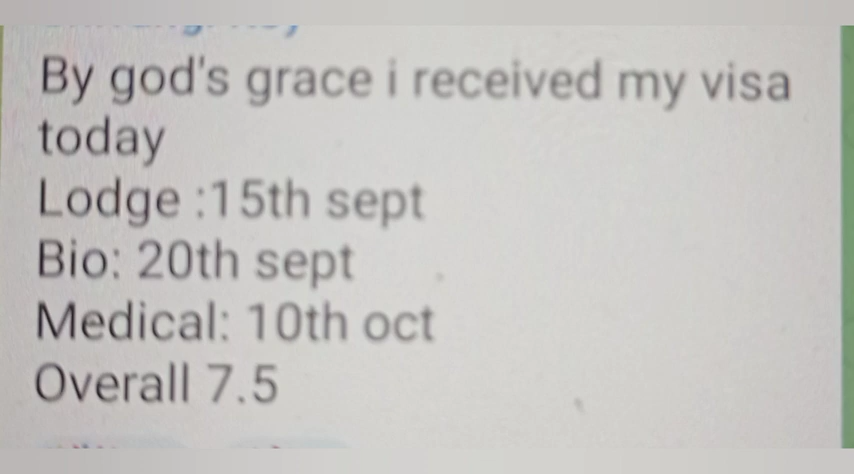 By god's grace i received my visa
today
Lodge :15th sept
Bio: 20th sept
Medical: 10th oct
Overall 7.5